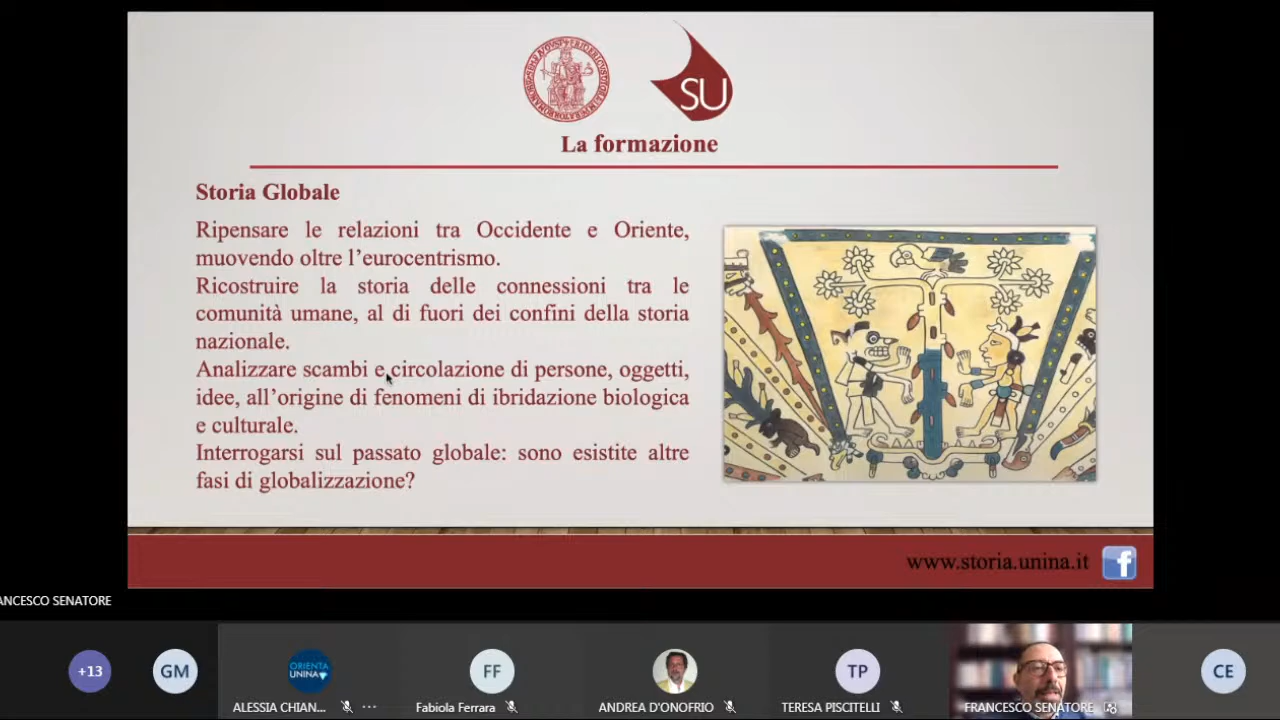 SU
La formazione
Storia Globale
Ripensare le relazioni tra Occidente e Oriente,
muovendo oltre l'eurocentrismo.
Ricostruire la storia delle connessioni tra le
comunità umane, al di fuori dei confini della storia
nazionale.
Analizzare scambi e circolazione di persone, oggetti,
idee, all'origine di fenomeni di ibridazione biologica
e culturale.
Interrogarsi sul passato globale: sono esistite altre
fasi di globalizzazione?
www.storia.unina.it
f
ANCESCO SENATORE
+13
GM
ORIENTA
UNINA
FF
TP
CE
ALESSIA CHIAN...
Fabiola Ferrara
ANDREA D'ONOFRIO
TERESA PISCITELLI
FRANCESCO SENATORE